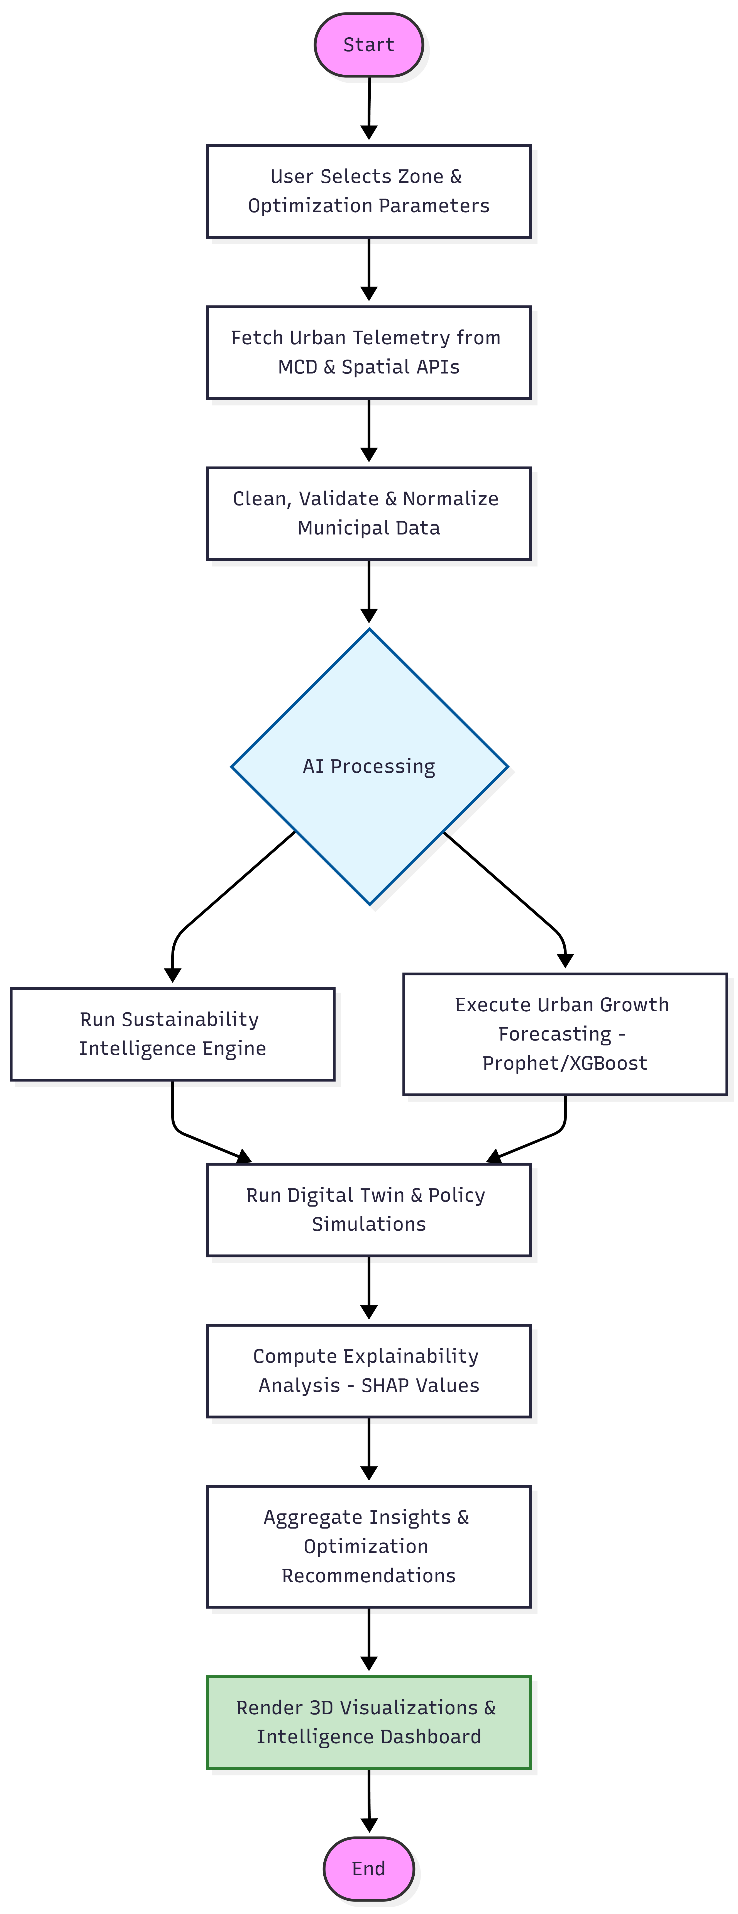 Start
User Selects Zone &
Optimization Parameters
Fetch Urban Telemetry from
MCD & Spatial APIs
Clean, Validate & Normalize
Municipal Data
AI Processing
Run Sustainability
Intelligence Engine
Execute Urban Growth
Forecasting -
Prophet/XGBoost
Run Digital Twin & Policy
Simulations
Compute Explainability
Analysis - SHAP Values
Aggregate Insights &
Optimization
Recommendations
Render 3D Visualizations &
Intelligence Dashboard
End